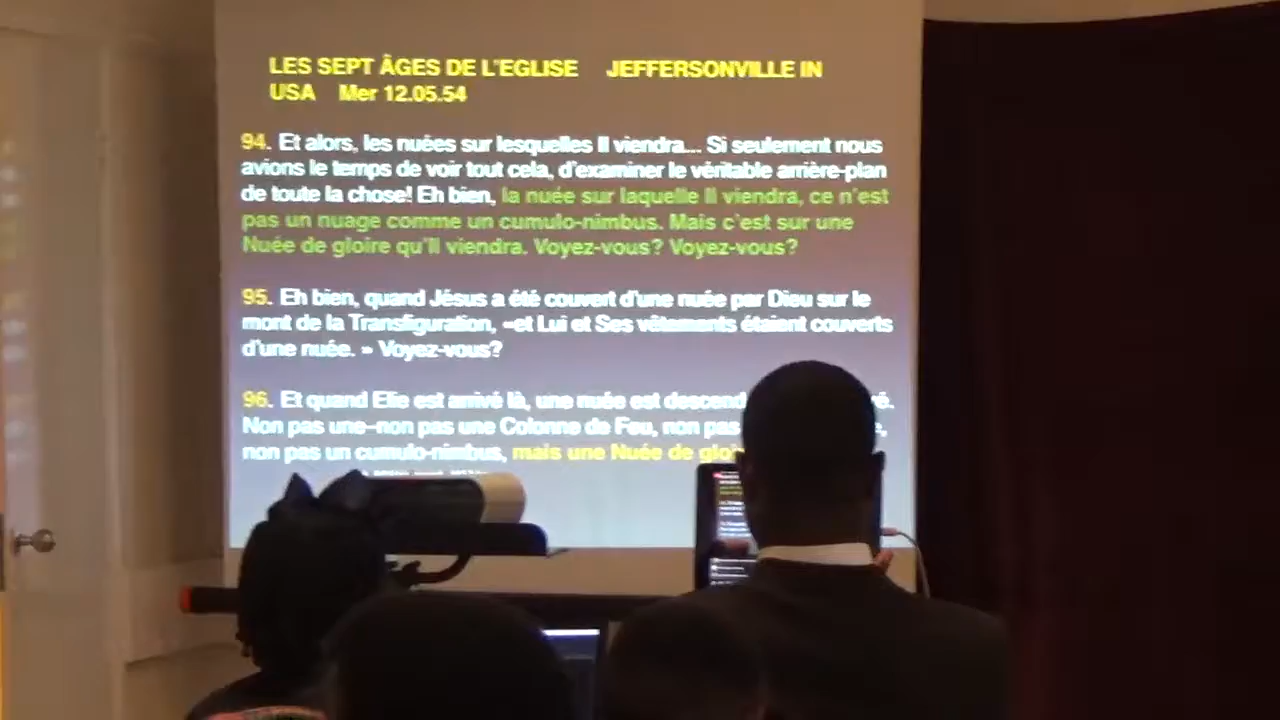 LES SEPT ÂGES DE L'EGLISE JEFFERSONVILLE IN
USA Mer 12.05.54
94. Et alors, les nuées sur lesquelles Il viendra... Si seulement nous
avions le temps de voir tout cela, d'examiner le véritable arrière-plan
de toute la chose! Eh bien, la nuée sur laquelle Il viendra, ce n'est
pas un nuage comme un cumulo-nimbus. Mais c'est sur une
Nuée de gloire qu'Il viendra. Voyez-vous? Voyez-vous?
95. Eh bien, quand Jésus a été couvert d'une nuée par Dieu sur le
mont de la Transfiguration, «et Lui et Ses vêtements étaient couverts
d'une nuée. » Voyez-vous?
96. Et quand Elie est arrivé là, une nuée est
Non pas une–non pas une Colonne de Feu, non pas
non pas un cumulo-nimbus, mais une Nuée de